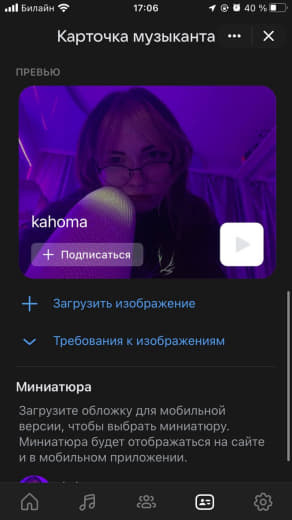 Билайн
17:06
40 %
Карточка музыканта
ПРЕВЬЮ
kahoma
Подписаться
Загрузить изображение
Требования к изображениям
Миниатюра
Загрузите обложку для мобильной
версии, чтобы выбрать миниатюру.
Миниатюра будет отображаться на сайте
и в мобильном приложении.